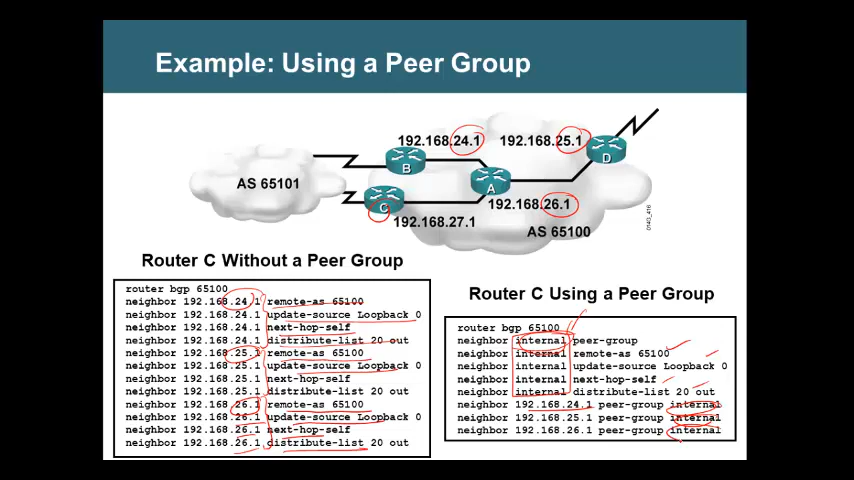 Example: Using a Peer Group
192.168.24.1 192.168.25.1
B
D
AS 65101
A
C
192.168.26.1
192.168.27.1
AS 65100
0140_416
Router C Without a Peer Group
router bgp 65100
neighbor 192.168.24.1 remote-as 65100
neighbor 192.168.24.1 update-source Loopback 0
neighbor 192.168.24.1 next-hop-self
neighbor 192.168.24.1 distribute-list 20 out
neighbor 192.168.25.1 remote-as 65100
neighbor 192.168.25.1 update-source Loopback 0
neighbor 192.168.25.1 next-hop-self
neighbor 192.168.25.1 distribute-list 20 out
neighbor 192.168.26.1 remote-as 65100
neighbor 192.168.26.1 update-source Loopback 0
neighbor 192.168.26.1 next-hop-self
neighbor 192.168.26.1 distribute-list 20 out
Router C Using a Peer Group
router bgp 65100
neighbor internal peer-group
neighbor internal remote-as 65100
neighbor internal update-source Loopback 0
neighbor internal next-hop-self
neighbor internal distribute-list 20 out
neighbor 192.168.24.1 peer-group internal
neighbor 192.168.25.1 peer-group internal
neighbor 192.168.26.1 peer-group internal